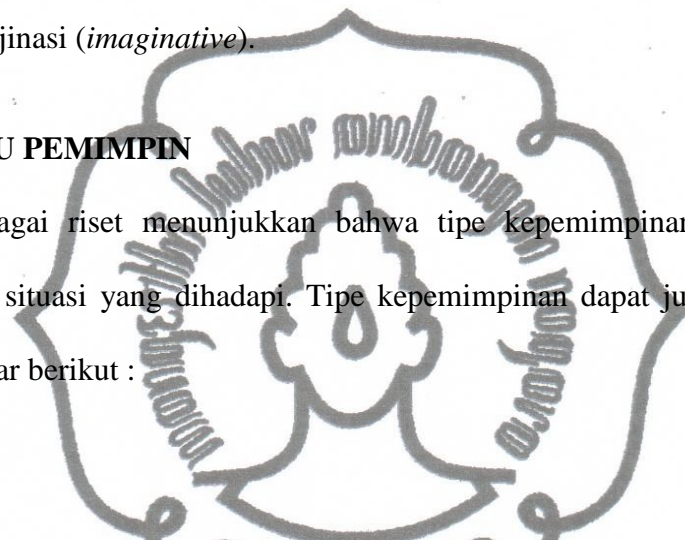 jinasi (imaginative).
U PEMIMPIN
agai riset menunjukkan bahwa tipe kepemimpinan
situasi yang dihadapi. Tipe kepemimpinan dapat ju
ar berikut :